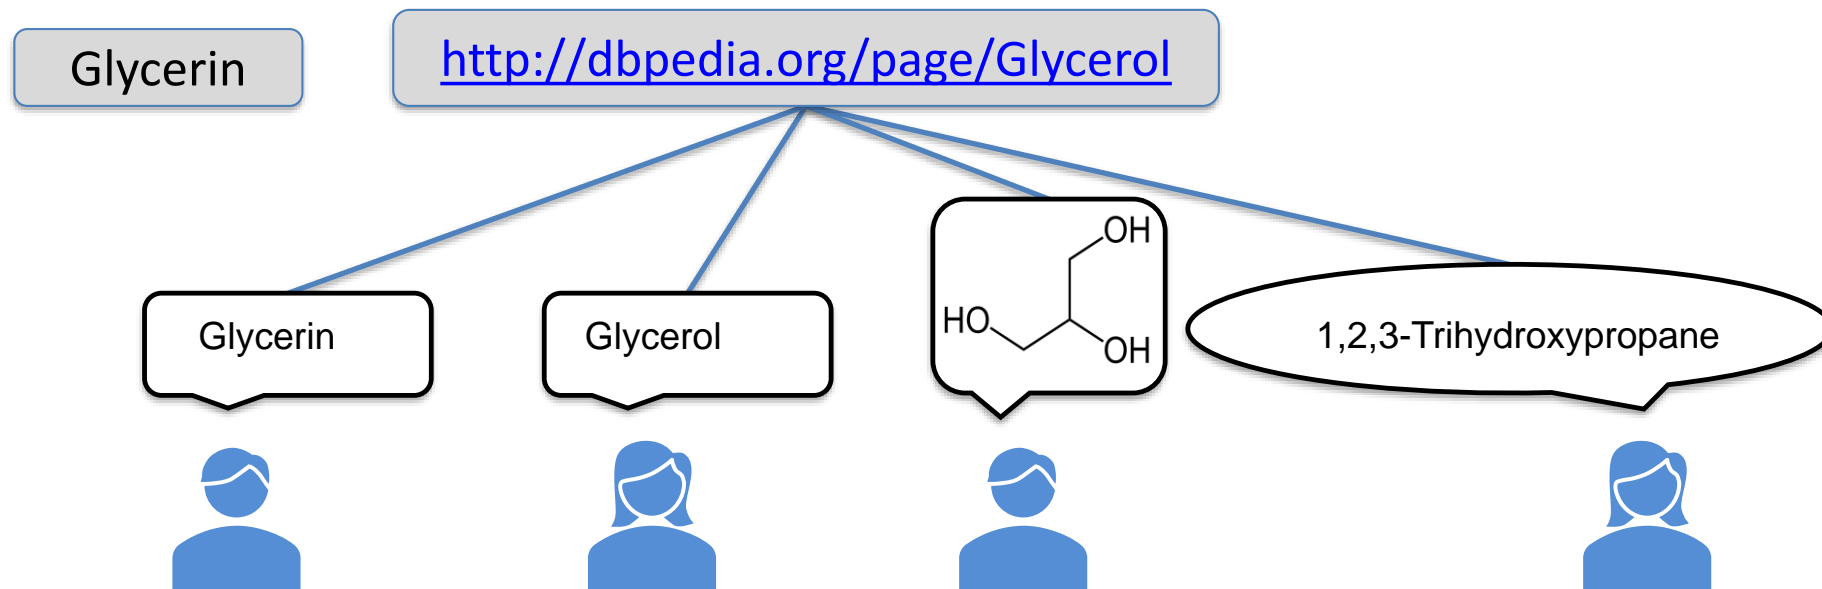 Glycerin
http://dbpedia.org/page/Glycerol
Glycerin
Glycerol
OH
HO
OH
1,2,3-Trihydroxypropane